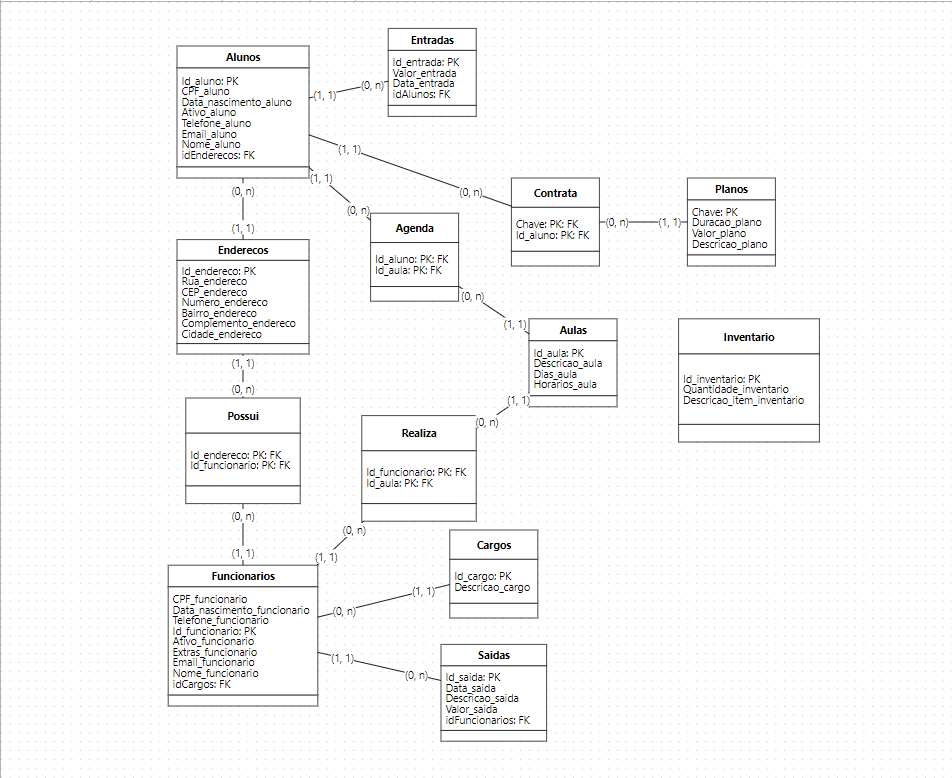 Entradas
Id_entrada: PK
Valor_entrada
Data_entrada
idAlunos: FK
Alunos
Id_aluno: PK
CPF_aluno
Data_nascimento_aluno
Ativo_aluno
Telefone_aluno
Email_aluno
Nome_aluno
idEnderecos: FK
(1, 1)
(0, n)
(1, 1)
(0, n)
(1, 1)
(0, n)
(0, n)
(1, 1)
Contrata
Chave: PK: FK
Id_aluno: PK: FK
(0, n)
(1, 1)
Planos
Chave: PK
Duracao_plano
Valor_plano
Descricao_plano
Agenda
Id_aluno: PK: FK
Id_aula: PK: FK
(0, n)
(1, 1)
Enderecos
Id_endereco: PK
Rua_endereco
CEP_endereco
Numero_endereco
Bairro_endereco
Complemento_endereco
Cidade_endereco
(1, 1)
(0, n)
Aulas
Id_aula: PK
Descricao_aula
Dias_aula
Horarios_aula
(1, 1)
(0, n)
Inventario
Id_inventario: PK
Quantidade_inventario
Descricao_item_inventario
Possui
Id_endereco: PK: FK
Id_funcionario: PK: FK
(0, n)
(1, 1)
Realiza
Id_funcionario: PK: FK
Id_aula: PK: FK
(0, n)
(1, 1)
Funcionarios
CPF_funcionario
Data_nascimento_funcionario
Telefone_funcionario
Id_funcionario: PK
Ativo_funcionario
Extras_funcionario
Email_funcionario
Nome_funcionario
idCargos: FK
(0, n)
(1, 1)
Cargos
Id_cargo: PK
Descricao_cargo
(1, 1)
(0, n)
Saidas
Id_saida: PK
Data_saida
Descricao_saida
Valor_saida
idFuncionarios: FK